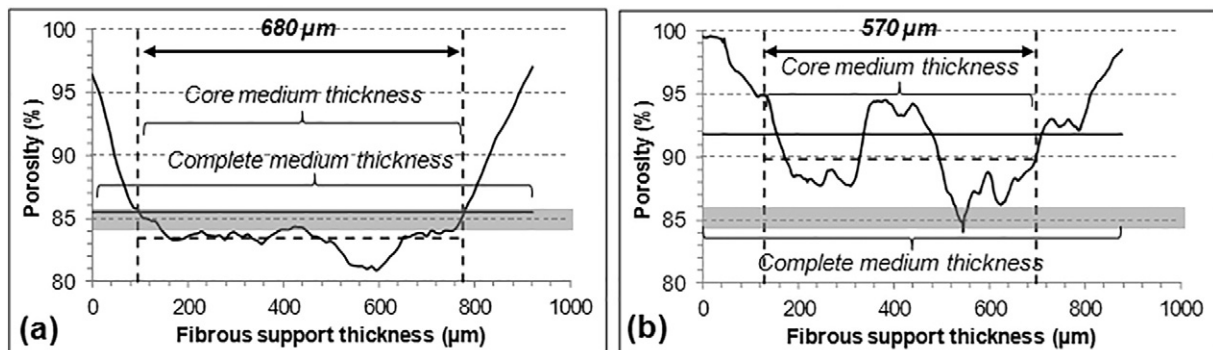 100
95
90
85
80
Porosity (%)
680 µm
Core medium thickness
Complete medium thickness
0 200 400 600 800 1000
Fibrous support thickness (µm)
(a)
100
95
90
85
80
Porosity (%)
570 µm
Core medium thickness
Complete medium thickness
0 200 400 600 800 1000
Fibrous support thickness (µm)
(b)